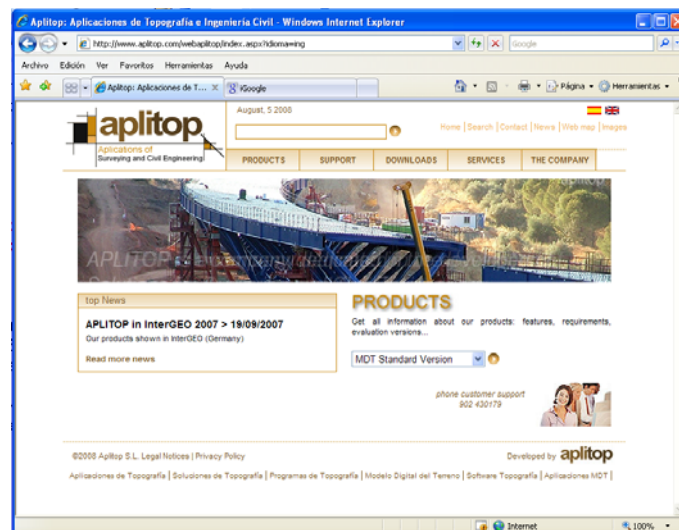 Aplitop: Aplicaciones de Topografía e Ingeniería Civil - Windows Internet Explorer
http://www.aplitop.com/webaplitop/index.aspx?idioma=ing
Google
Archivo Edición Ver Favoritos Herramientas Ayuda
Aplitop: Aplicaciones de T... iGoogle Página Herramientas
August, 5 2008
aplitop
Aplications of
Surveying and Civil Engineering
Home | Search | Contact | News | Web map | Images
PRODUCTS SUPPORT DOWNLOADS SERVICES THE COMPANY
APLITOP
top News
APLITOP in InterGEO 2007 > 19/09/2007
Our products shown in InterGEO (Germany)
Read more news
PRODUCTS
Get all information about our products: features, requirements,
evaluation versions...
MDT Standard Version
phone customer support
902 430179
©2008 Aplitop S.L. Legal Notices | Privacy Policy
Developed by aplitop
Aplicaciones de Topografía | Soluciones de Topografía | Programas de Topografía | Modelo Digital del Terreno | Software Topografía | Aplicaciones MDT |
Internet 100%